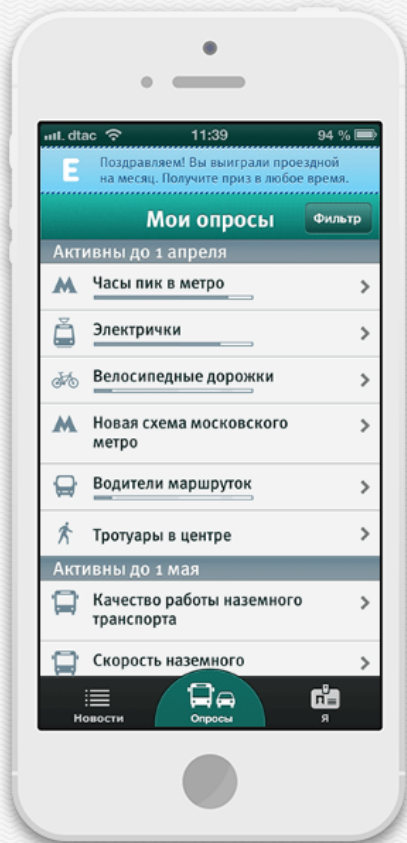 dtac 11:39 94 %
E
Поздравляем! Вы выиграли проездной
на месяц. Получите приз в любое время.
Мои опросы Фильтр
Активны до 1 апреля
Часы пик в метро
Электрички
Велосипедные дорожки
Новая схема московского
метро
Водители маршруток
Тротуары в центре
Активны до 1 мая
Качество работы наземного
транспорта
Скорость наземного
Новости Опросы Я